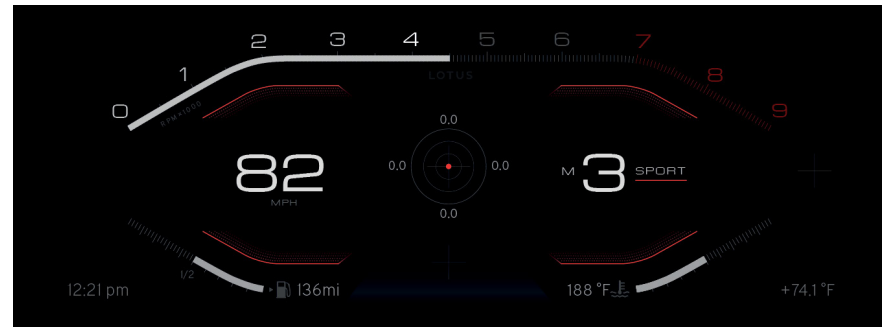 0 1 2 3 4 5 6 7 8 9
RPM×1000
LOTUS
0.0
82
MPH
0.0
0.0
M 3 SPORT
0.0
1/2
12:21 pm
136mi
188 °F
+74.1 °F